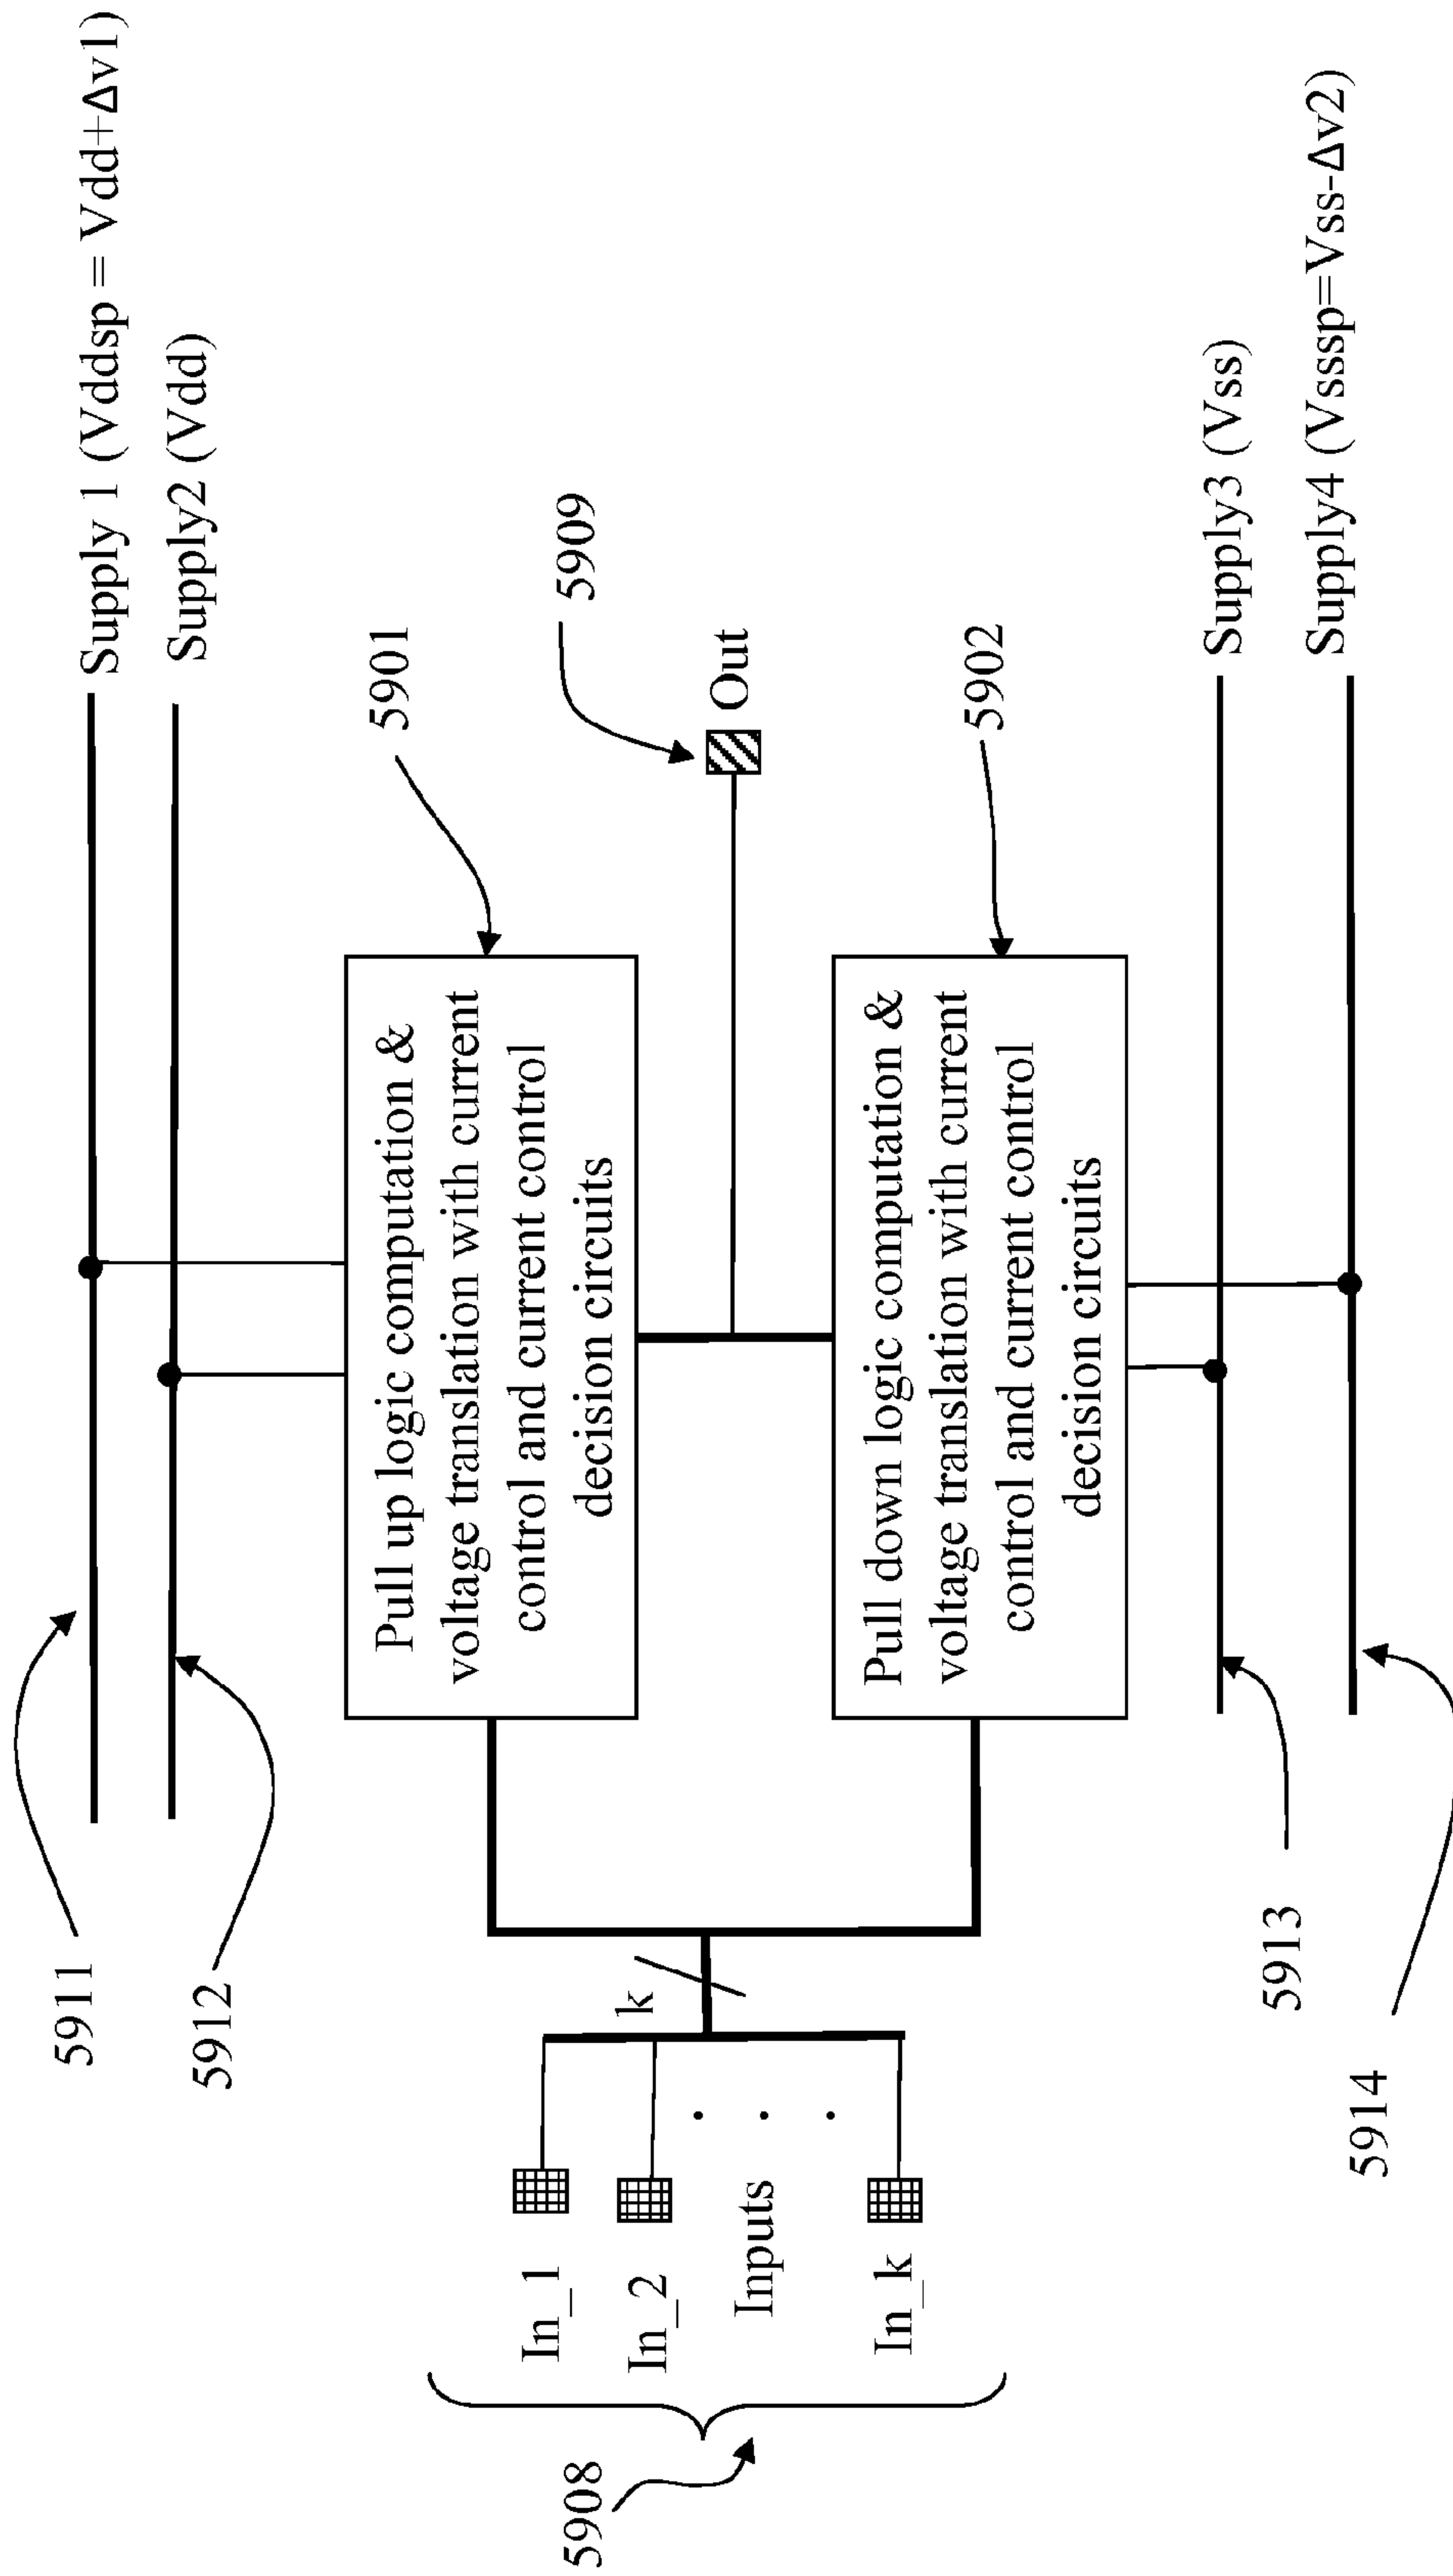 5911
Supply 1 (Vddsp = Vdd+Δv1)
5912
Supply2 (Vdd)
5901
Pull up logic computation &
voltage translation with current
control and current control
decision circuits
5909
Out
In_1
In_2
k
Inputs
In_k
5908
5902
Pull down logic computation &
voltage translation with current
control and current control
decision circuits
5913
Supply3 (Vss)
5914
Supply4 (Vsssp=Vss-Δv2)